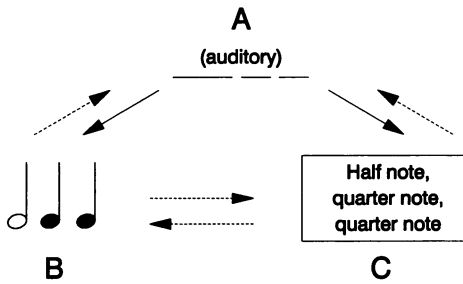 A
(auditory)
Half note,
quarter note,
quarter note
B
C